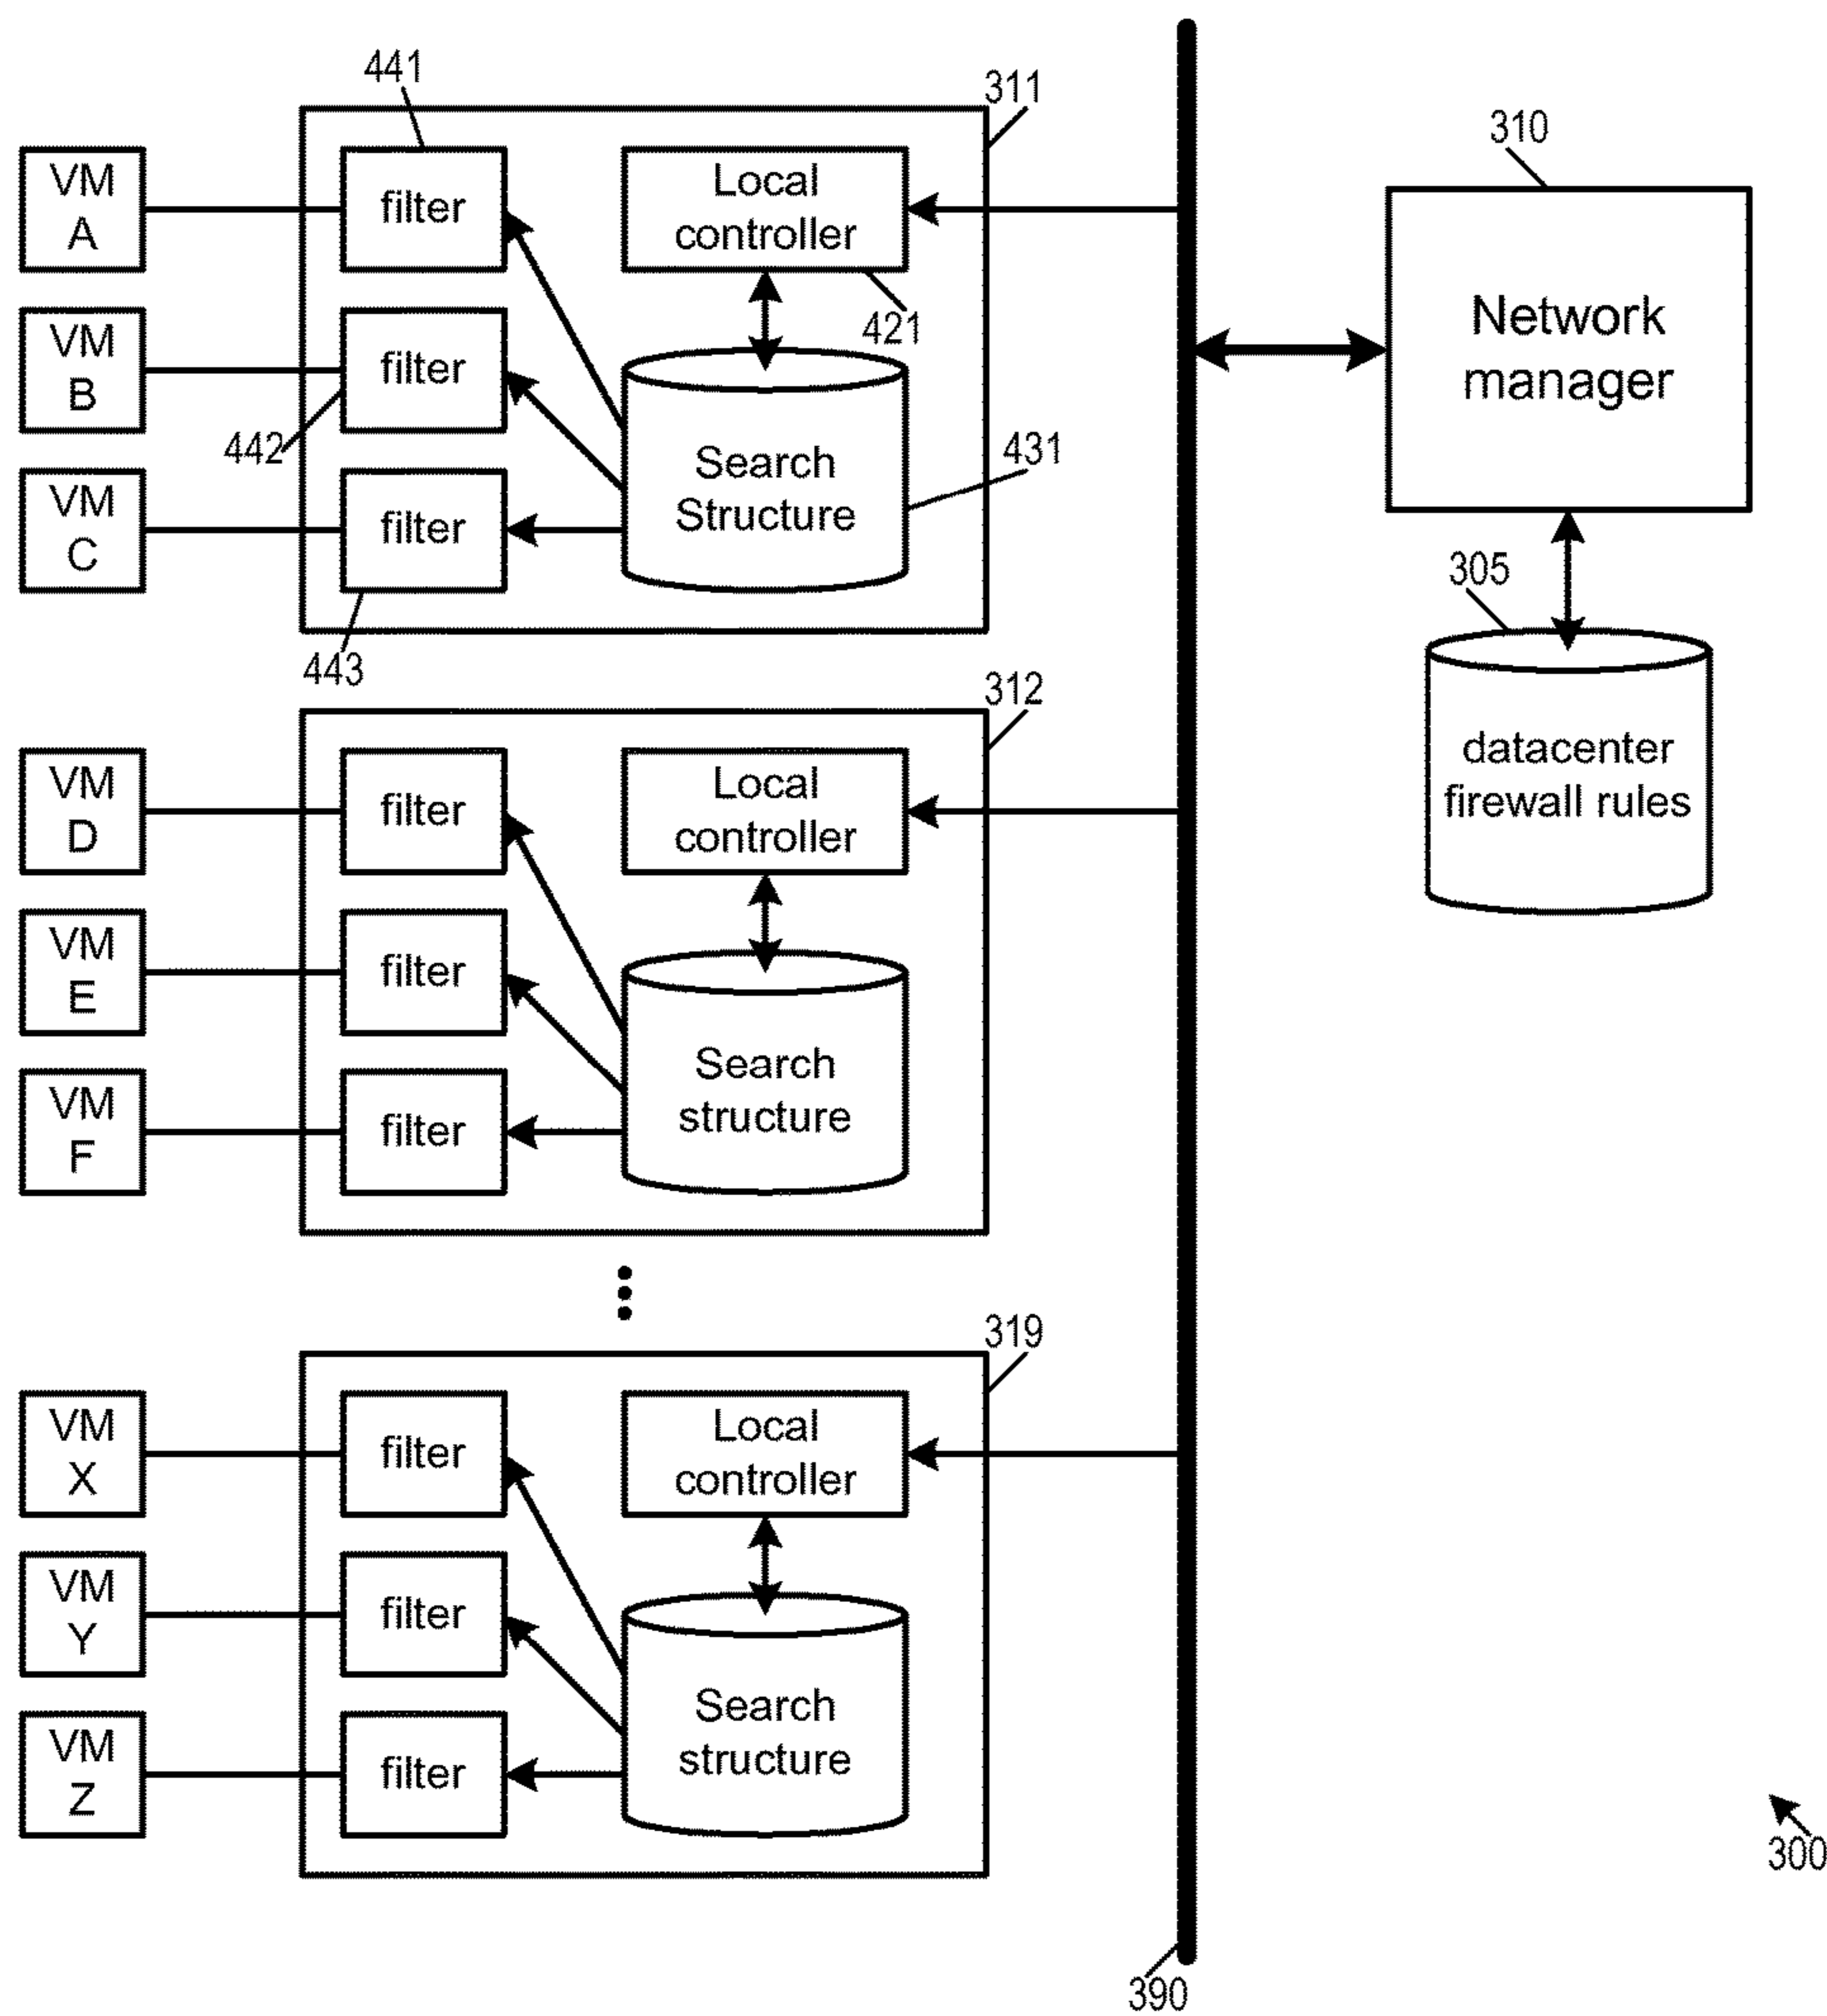 441
311
310
VM
A
filter
Local
controller
421
VM
B
filter
442
Network
manager
Search
Structure
431
VM
C
filter
443
305
datacenter
firewall rules
312
VM
D
filter
Local
controller
VM
E
filter
Search
structure
VM
F
filter
319
VM
X
filter
Local
controller
VM
Y
filter
Search
structure
VM
Z
filter
300
390